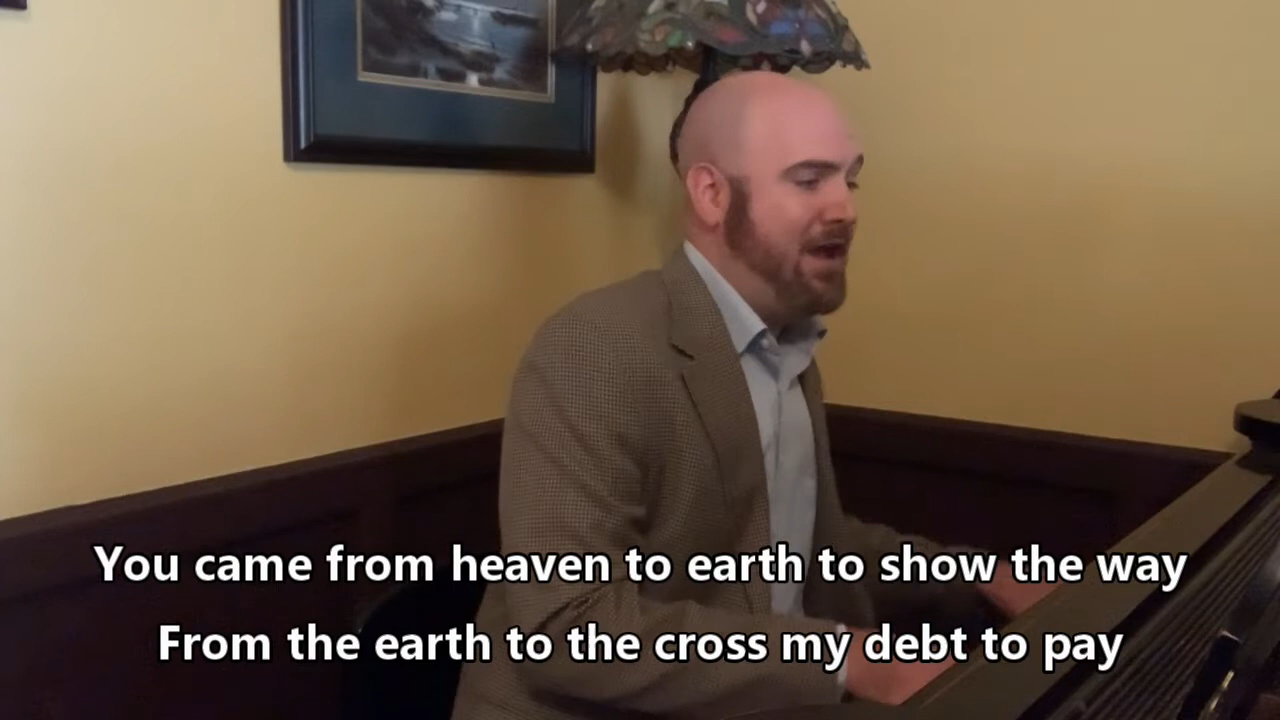 You came from heaven to earth to show the way
From the earth to the cross my debt to pay